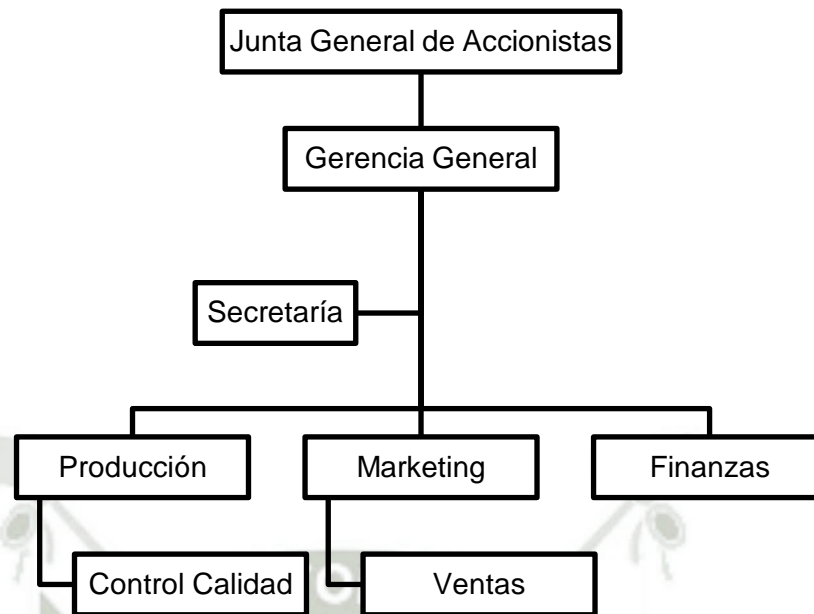 Junta General de Accionistas
Gerencia General
Secretaría
Producción
Marketing
Finanzas
Control Calidad
Ventas